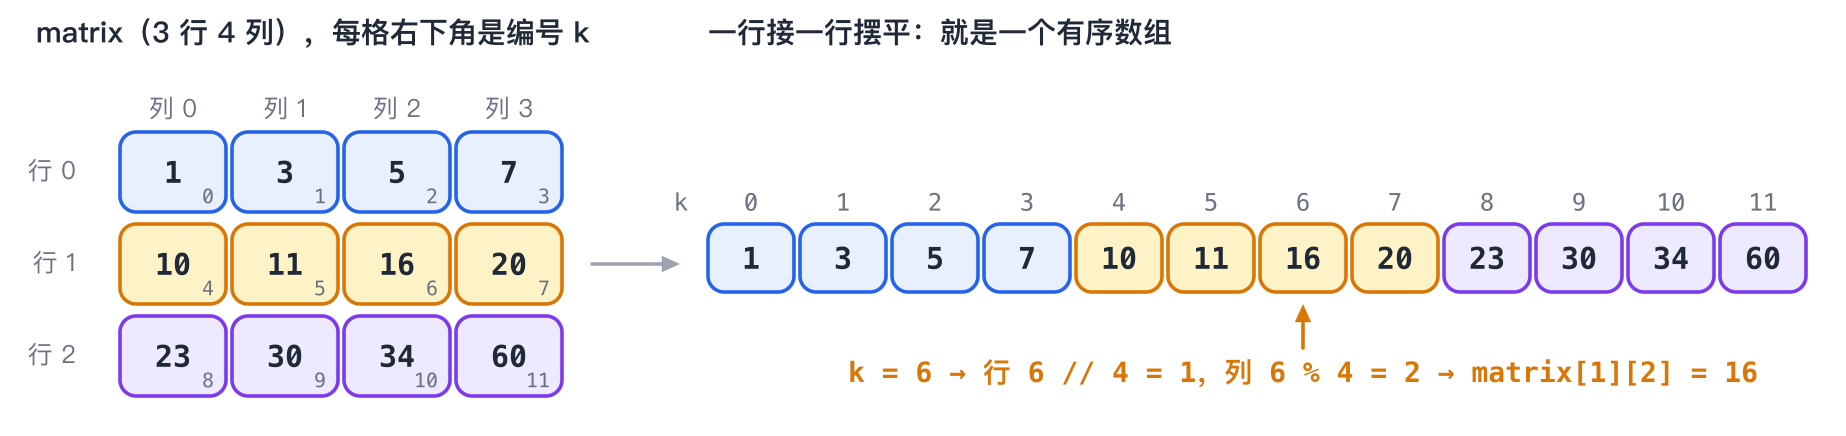 matrix（3 行 4 列），每格右下角是编号 k
一行接一行摆平：就是一个有序数组
列 0 列 1 列 2 列 3
行 0 1 0 3 1 5 2 7 3
行 1 10 4 11 5 16 6 20 7
行 2 23 8 30 9 34 10 60 11
k 0 1 2 3 4 5 6 7 8 9 10 11
1 3 5 7 10 11 16 20 23 30 34 60
k = 6 → 行 6 // 4 = 1，列 6 % 4 = 2 → matrix[1][2] = 16